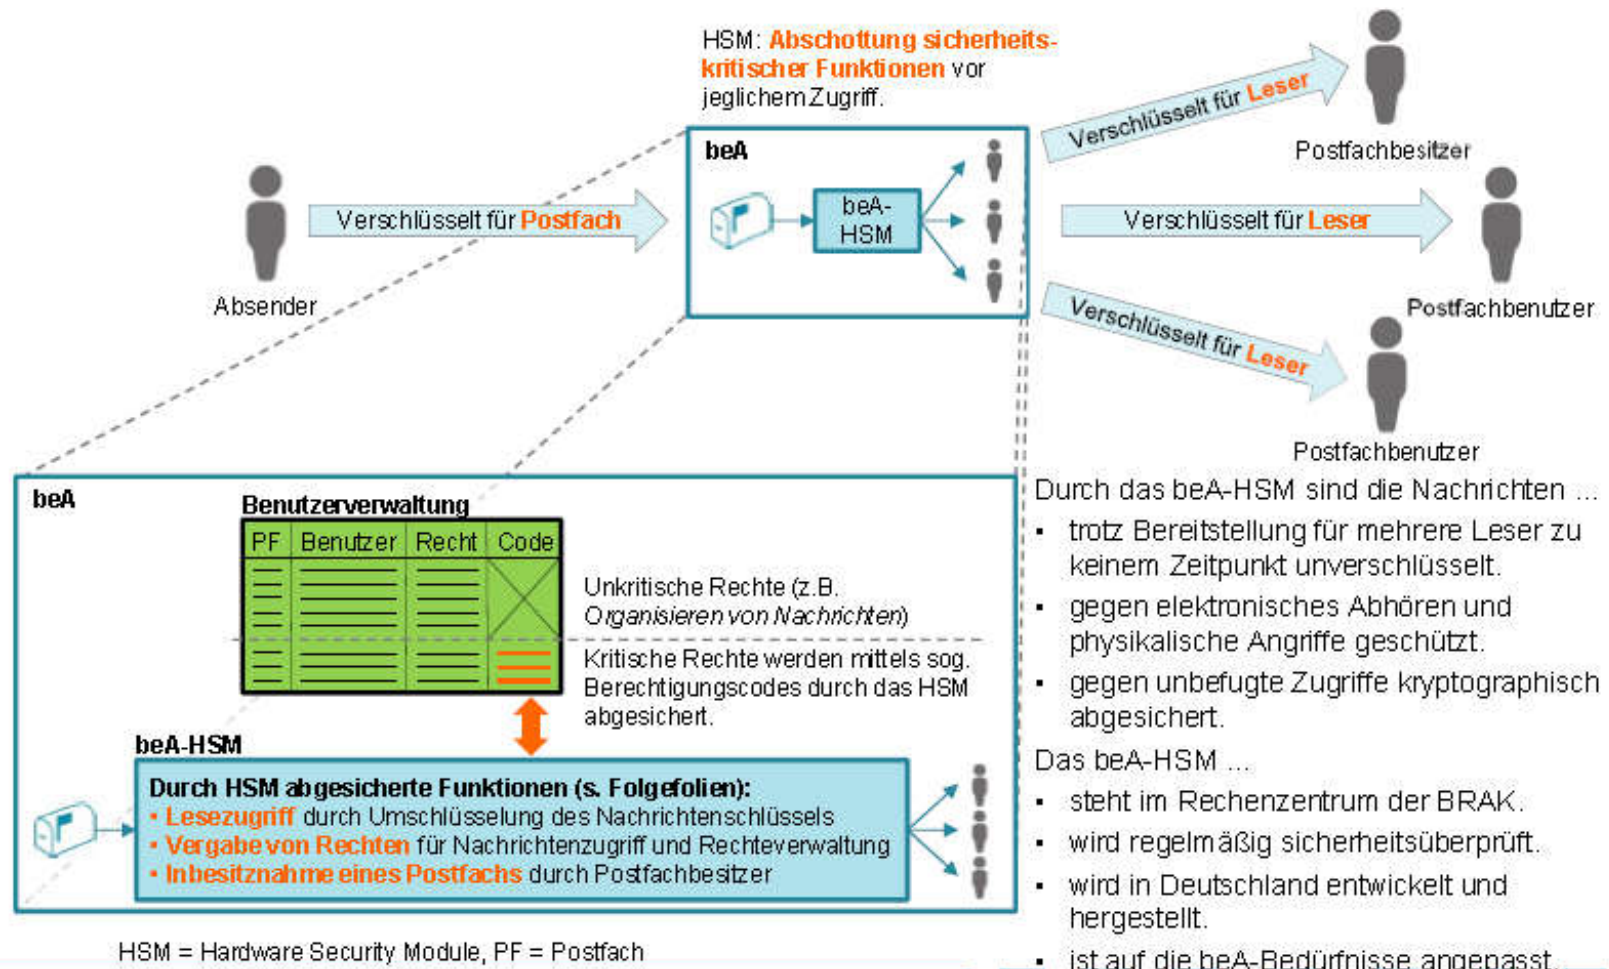 HSM: Abschottung sicherheits-
kritischer Funktionen vor
jeglichem Zugriff.
beA
beA-
HSM
Absender
Verschlüsselt für Postfach
Verschlüsselt für Leser
Postfachbesitzer
Verschlüsselt für Leser
Postfachbenutzer
Verschlüsselt für Leser
Postfachbenutzer
beA
Benutzerverwaltung
PF Benutzer Recht Code
Unkritische Rechte (z.B.
Organisieren von Nachrichten)
Kritische Rechte werden mittels sog.
Berechtigungscodes durch das HSM
abgesichert.
beA-HSM
Durch HSM abgesicherte Funktionen (s. Folgefolien):
• Lesezugriff durch Umschlüsselung des Nachrichtenschlüssels
• Vergabe von Rechten für Nachrichtenzugriff und Rechteverwaltung
• Inbesitznahme eines Postfachs durch Postfachbesitzer
HSM = Hardware Security Module, PF = Postfach
Durch das beA-HSM sind die Nachrichten ...
▪ trotz Bereitstellung für mehrere Leser zu
keinem Zeitpunkt unverschlüsselt.
▪ gegen elektronisches Abhören und
physikalische Angriffe geschützt.
▪ gegen unbefugte Zugriffe kryptographisch
abgesichert.
Das beA-HSM ...
▪ steht im Rechenzentrum der BRAK.
▪ wird regelmäßig sicherheitsüberprüft.
▪ wird in Deutschland entwickelt und
hergestellt.
▪ ist auf die beA-Bedürfnisse angepasst.